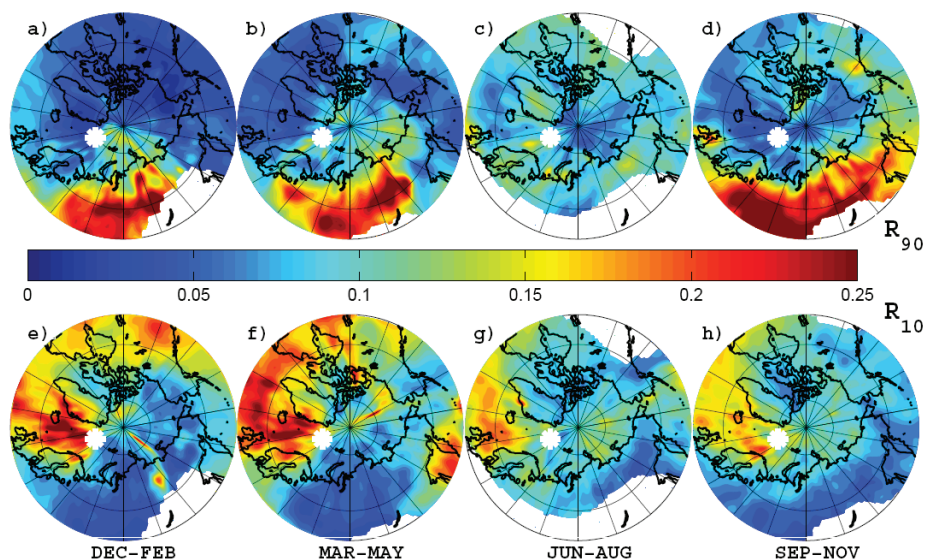 a) b) c) d)
R90
0 0.05 0.1 0.15 0.2 0.25
R10
e) f) g) h)
DEC-FEB MAR-MAY JUN-AUG SEP-NOV